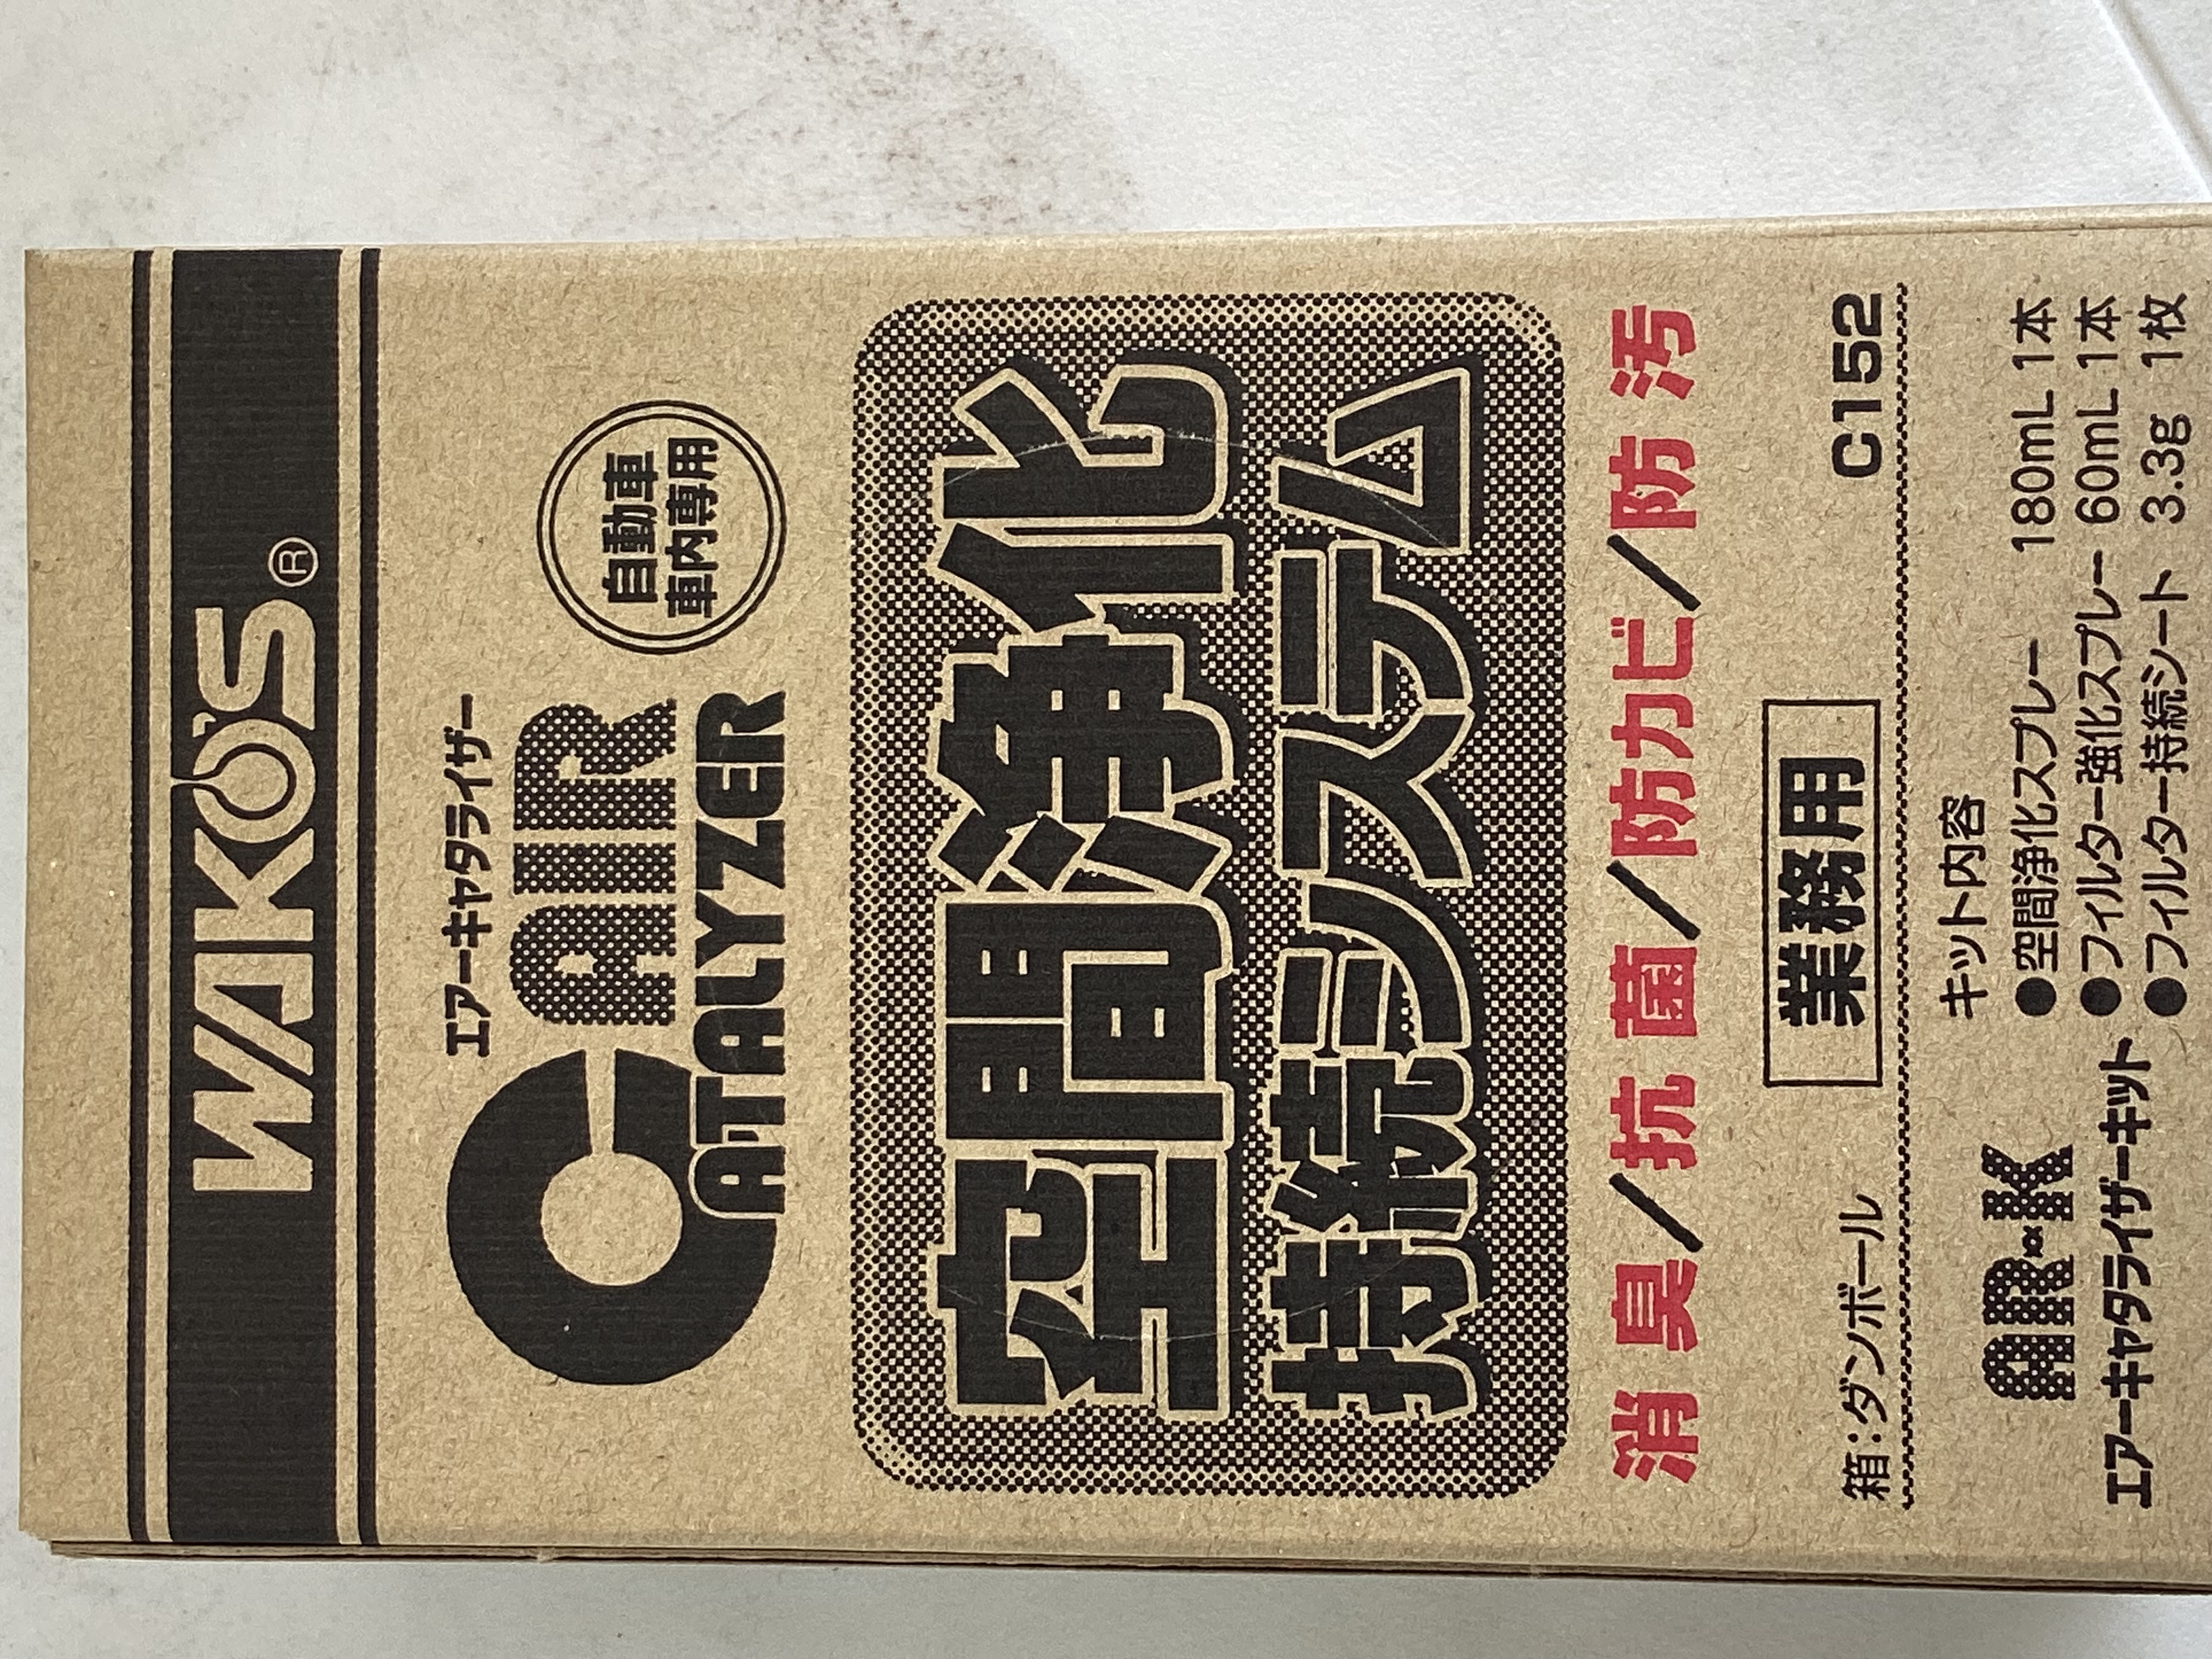 WAKO'S®
エアーキャタライザー
AIR
CATALYZER
自動車
車内専用
空間浄化
持続システム
消臭/抗菌/防カビ/防汚
業務用
箱:ダンボール
C152
AR-K
エアーキャタライザーキット
キット内容
●空間浄化スプレー 180mL 1本
●フィルター強化スプレー 60mL 1本
●フィルター持続シート 3.3g 1枚